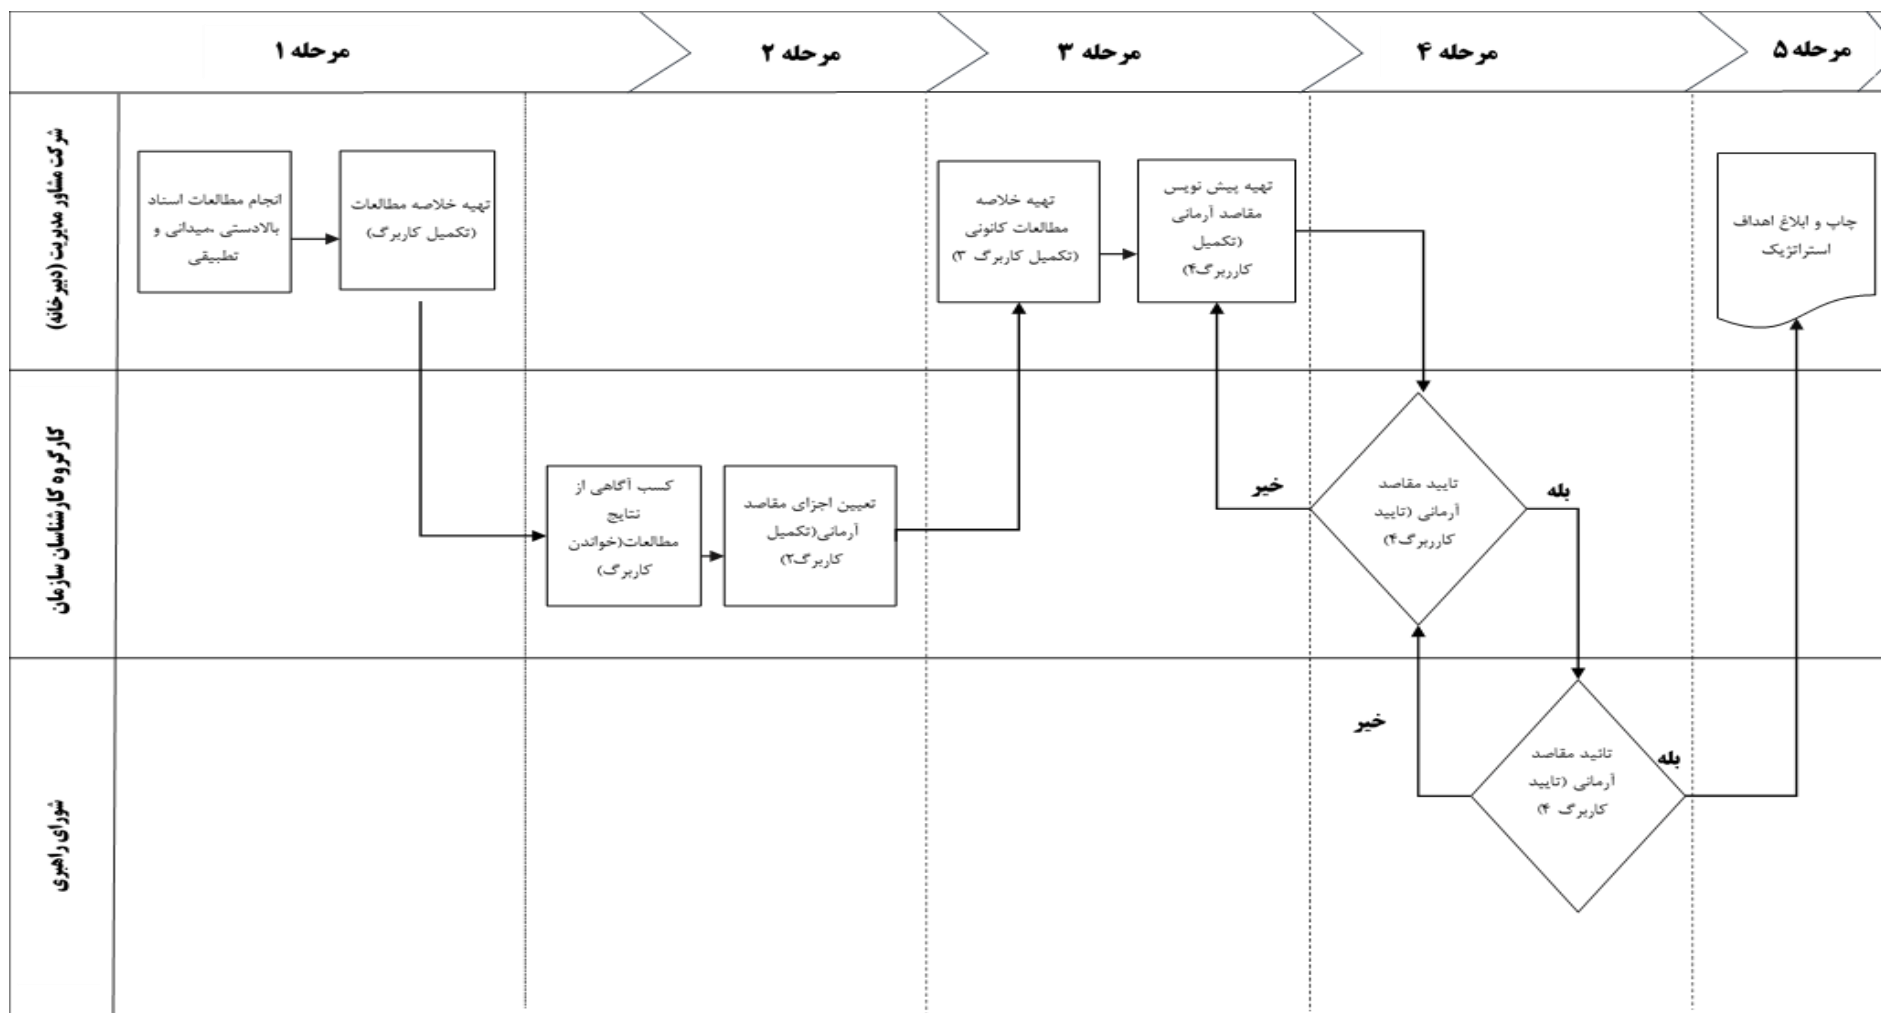 مرحله ۱
مرحله ۲
مرحله ۳
مرحله ۴
مرحله ۵
شرکت مشاور مدیریت (دبیرخانه)
انجام مطالعات اسناد
بالادستی ،میدانی و
تطبیقی
تهیه خلاصه مطالعات
(تکمیل کاربرگ)
تهیه خلاصه
مطالعات کانونی
(تکمیل کاربرگ ۳)
تهیه پیش نویس
مقاصد آرمانی
(تکمیل
کارربرگ۴)
چاپ و ابلاغ اهداف
استراتژیک
کارگروه کارشناسان سازمان
کسب آگاهی از
نتایج
مطالعات(خواندن
کاربرگ)
تعیین اجزای مقاصد
آرمانی(تکمیل
کاربرگ۲)
خیر
تایید مقاصد
آرمانی (تایید
کارربرگ۴)
بله
شورای راهبری
خیر
تائید مقاصد
آرمانی (تایید
کاربرگ ۴)
بله